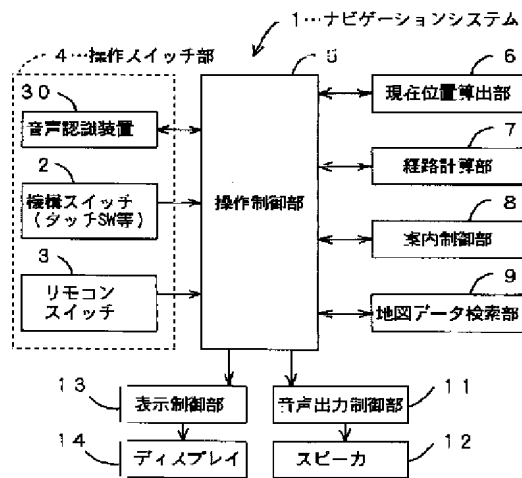 1…ナビゲーションシステム
4…操作スイッチ部
5
6
30
現在位置算出部
音声認識装置
7
2
経路計算部
機構スイッチ
(タッチSW等)
操作制御部
8
案内制御部
3
9
リモコン
スイッチ
地図データ検索部
13
11
表示制御部
音声出力制御部
14
12
ディスプレイ
スピーカ